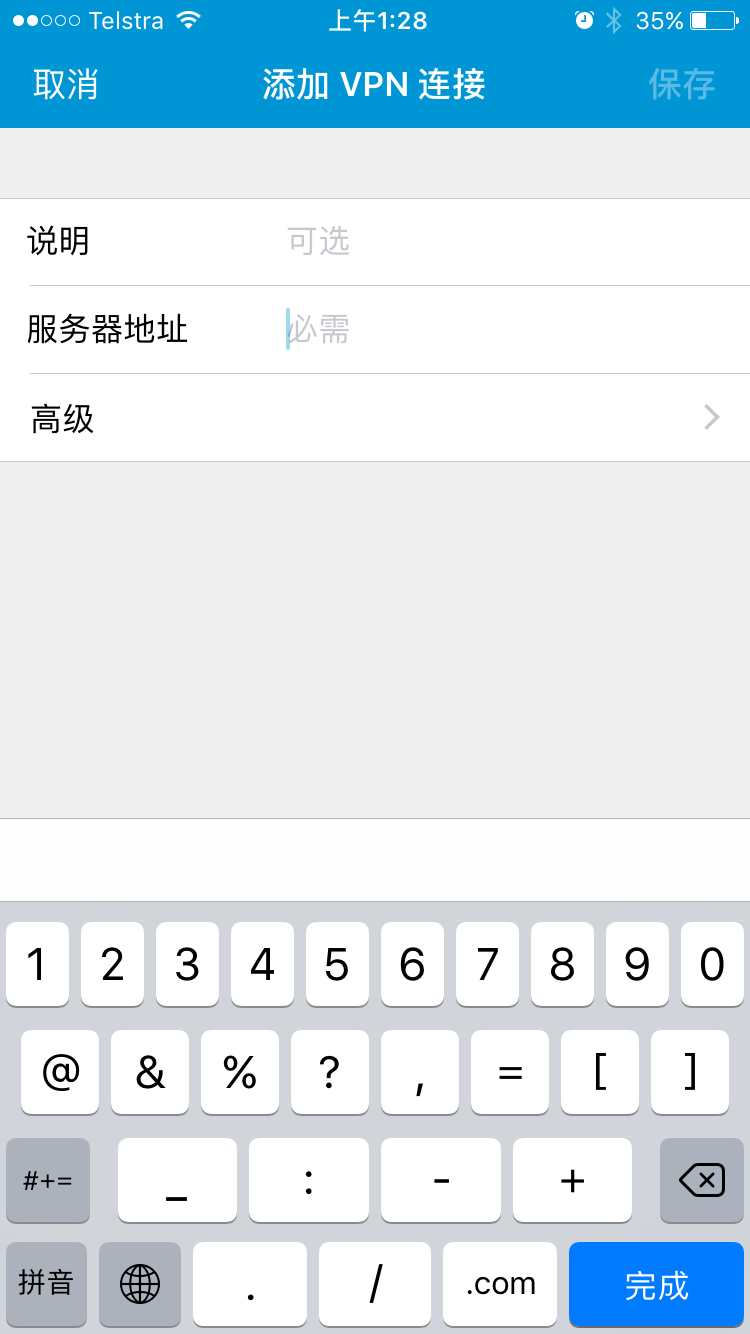 Telstra 上午1:28 35%
取消 添加 VPN 连接 保存
说明 可选
服务器地址 必需
高级
1 2 3 4 5 6 7 8 9 0
@ & % ? , = [ ]
#+= _ : - +
拼音 . / .com 完成